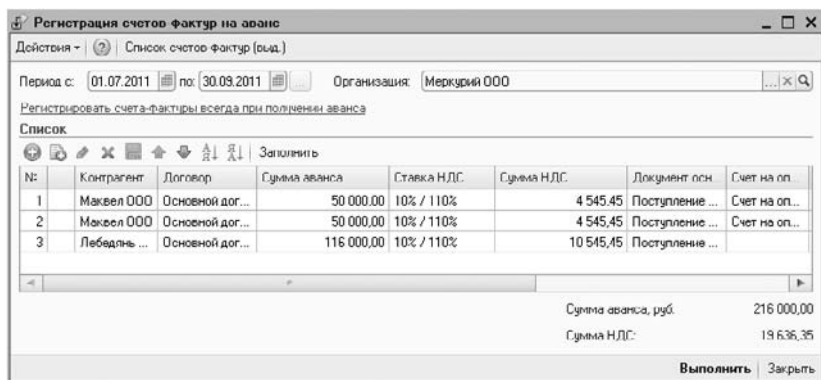 Регистрация счетов-фактур на аванс
Действия Список счетов фактур (выд.)
Период с: 01.07.2011 по: 30.09.2011 ... Организация: Меркурий ООО ... ×
Регистрировать счета-фактуры всегда при получении аванса
Список
Заполнить
№ Контрагент Договор Сумма аванса Ставка НДС Сумма НДС Документ осн... Счет на оп...
1 Маквел ООО Основной дог... 50 000.00 10% / 110% 4 545.45 Поступление ... Счет на оп...
2 Маквел ООО Основной дог... 50 000,00 10% / 110% 4 545,45 Поступление ... Счет на оп...
3 Лебедянь ... Основной дог... 116 000,00 10% / 110% 10 545,45 Поступление ...
Сумма аванса, руб. 216 000,00
Сумма НДС: 19 636,35
Выполнить Закрыть